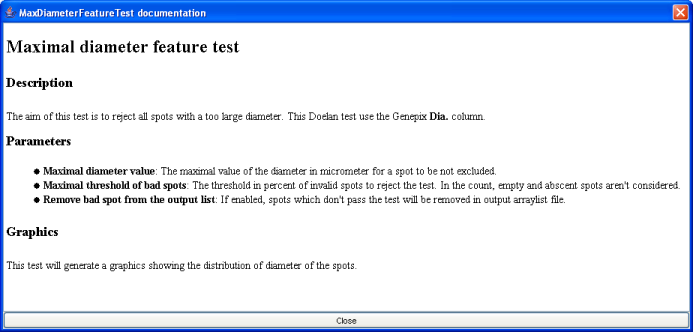 MaxDiameterFeatureTest documentation
Maximal diameter feature test
Description
The aim of this test is to reject all spots with a too large diameter. This Doelan test use the Genepix Dia. column.
Parameters
Maximal diameter value: The maximal value of the diameter in micrometer for a spot to be not excluded.
Maximal threshold of bad spots: The threshold in percent of invalid spots to reject the test. In the count, empty and abscent spots aren't considered.
Remove bad spot from the output list: If enabled, spots which don't pass the test will be removed in output arraylist file.
Graphics
This test will generate a graphics showing the distribution of diameter of the spots.
Close